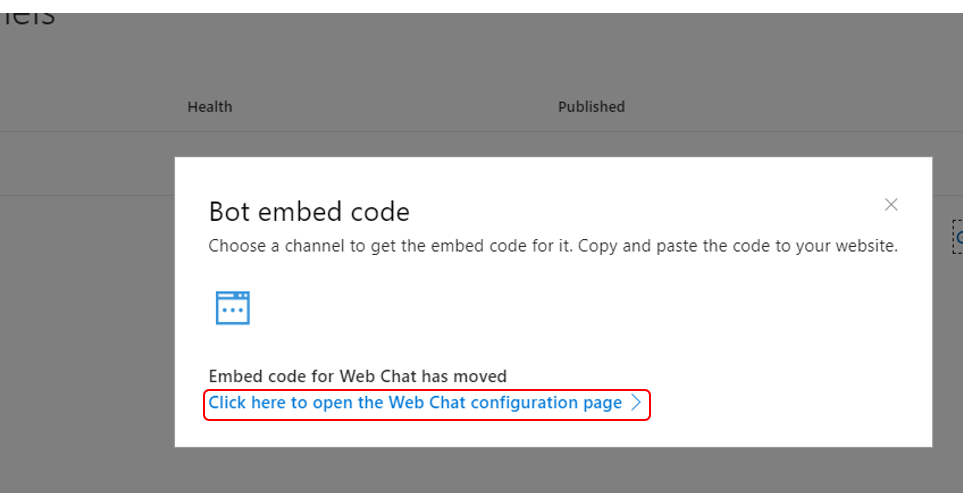 Health Published
Bot embed code
Choose a channel to get the embed code for it. Copy and paste the code to your website.
Embed code for Web Chat has moved
Click here to open the Web Chat configuration page